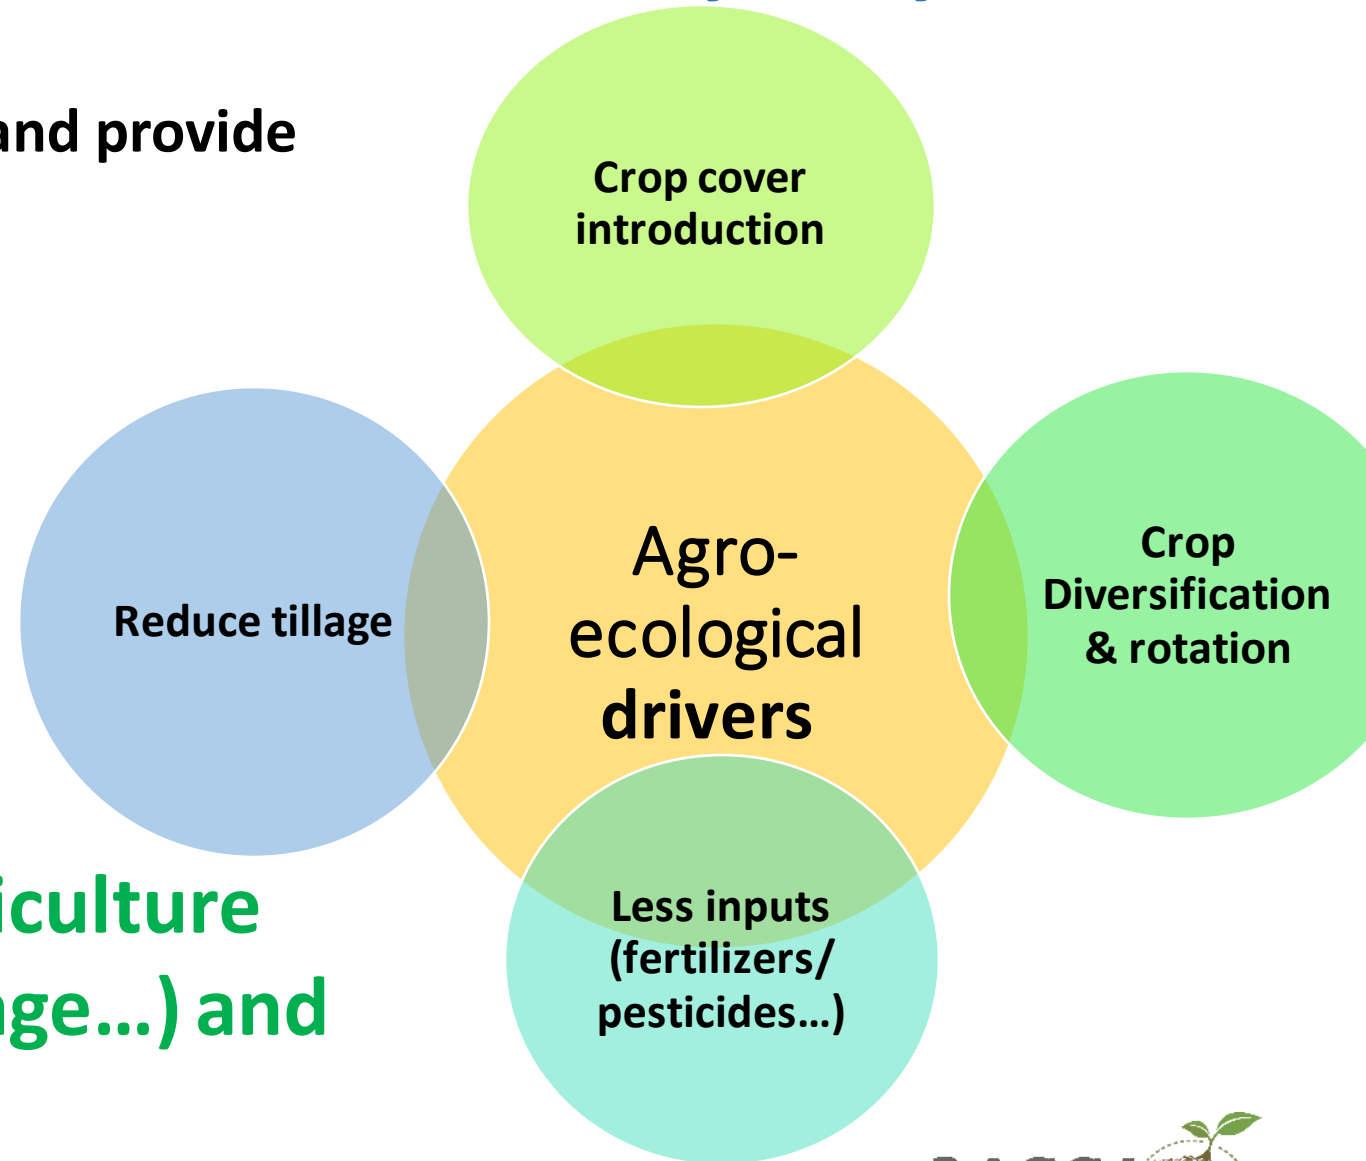 and provide
Crop cover
introduction
Reduce tillage
Agro-
ecological
drivers
Crop
Diversification
& rotation
Less inputs
(fertilizers/
pesticides...)
iculture
age...) and